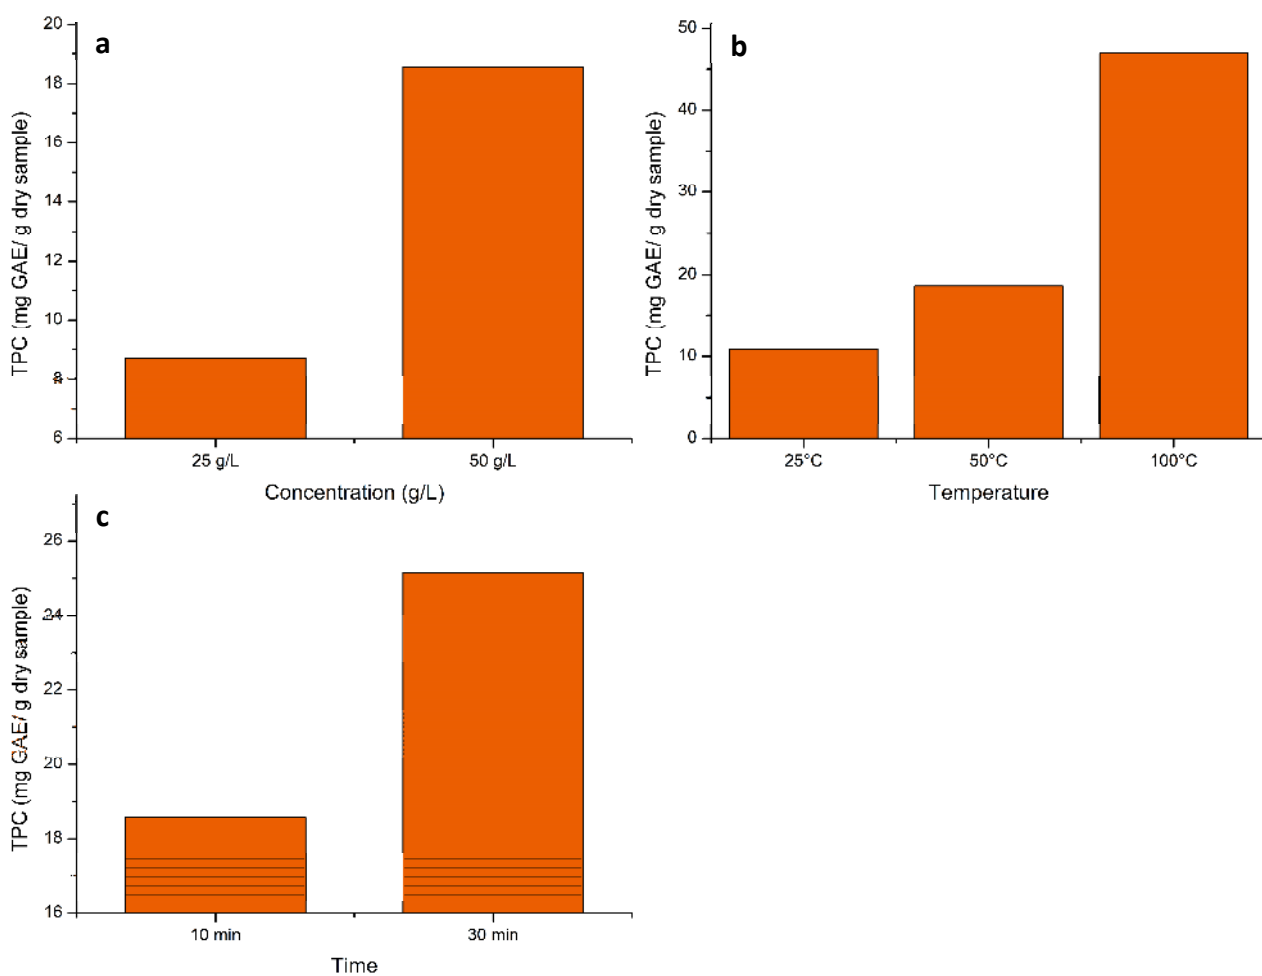 a
20
18
16
14
12
10
8
6
TPC (mg GAE/ g dry sample)
25 g/L
50 g/L
Concentration (g/L)
b
50
40
30
20
10
0
TPC (mg GAE/ g dry sample)
25°C
50°C
100°C
Temperature
c
26
24
22
20
18
16
TPC (mg GAE/ g dry sample)
10 min
30 min
Time